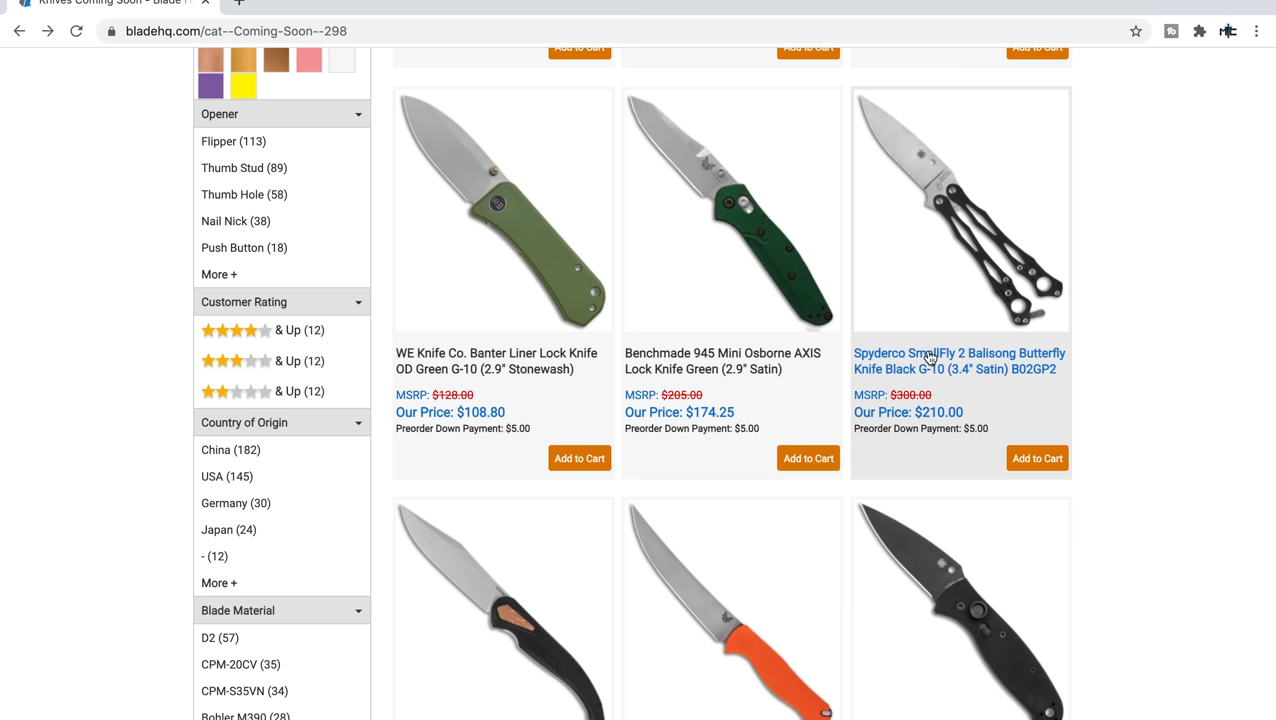 Knives Coming Soon - Blade H
bladehq.com/cat--Coming-Soon--298
Add to Cart
Add to Cart
Add to Cart
Opener
Flipper (113)
Thumb Stud (89)
Thumb Hole (58)
Nail Nick (38)
Push Button (18)
More +
Customer Rating
& Up (12)
& Up (12)
& Up (12)
Country of Origin
China (182)
USA (145)
Germany (30)
Japan (24)
- (12)
More +
Blade Material
D2 (57)
CPM-20CV (35)
CPM-S35VN (34)
Bohler M390 (28)
WE Knife Co. Banter Liner Lock Knife
OD Green G-10 (2.9" Stonewash)
MSRP: $128.00
Our Price: $108.80
Preorder Down Payment: $5.00
Add to Cart
Benchmade 945 Mini Osborne AXIS
Lock Knife Green (2.9" Satin)
MSRP: $205.00
Our Price: $174.25
Preorder Down Payment: $5.00
Add to Cart
Spyderco SmallFly 2 Balisong Butterfly
Knife Black G-10 (3.4" Satin) B02GP2
MSRP: $300.00
Our Price: $210.00
Preorder Down Payment: $5.00
Add to Cart